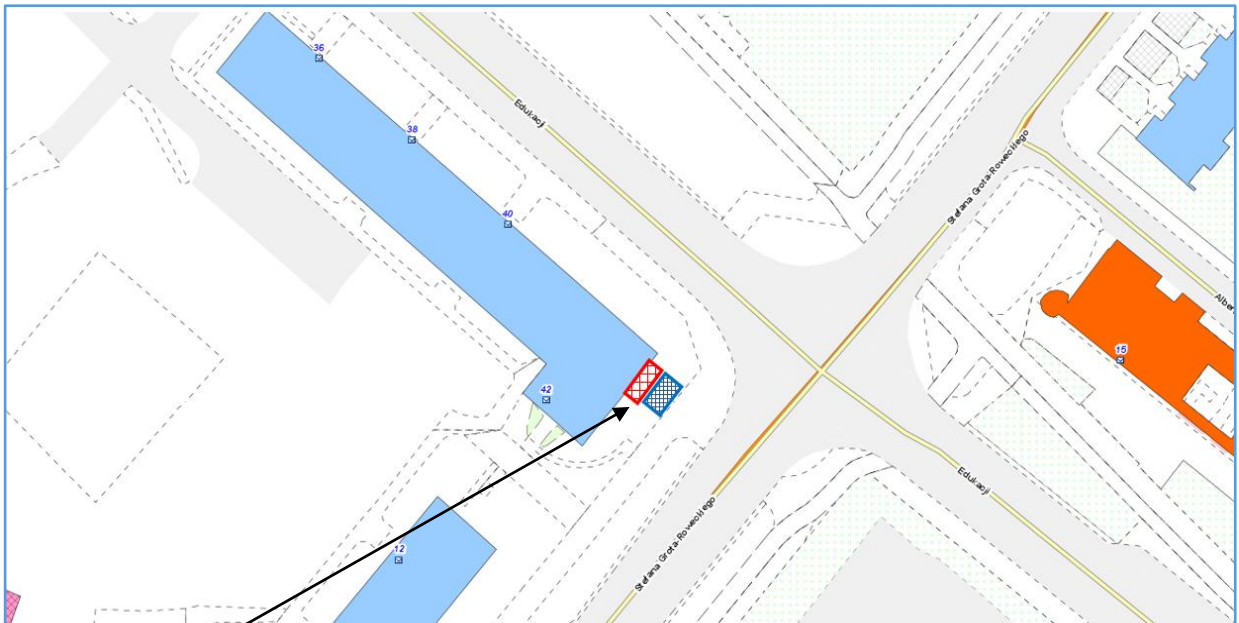 36
Edukacji
38
Stefana Grota-Roweckiego
40
Alber
15
42
Edukacji
Stefana Grota-Roweckiego
12